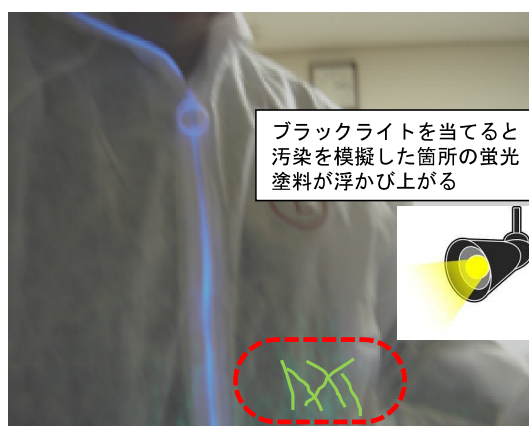 ブラックライトを当てると
汚染を模擬した箇所の蛍光
塗料が浮かび上がる